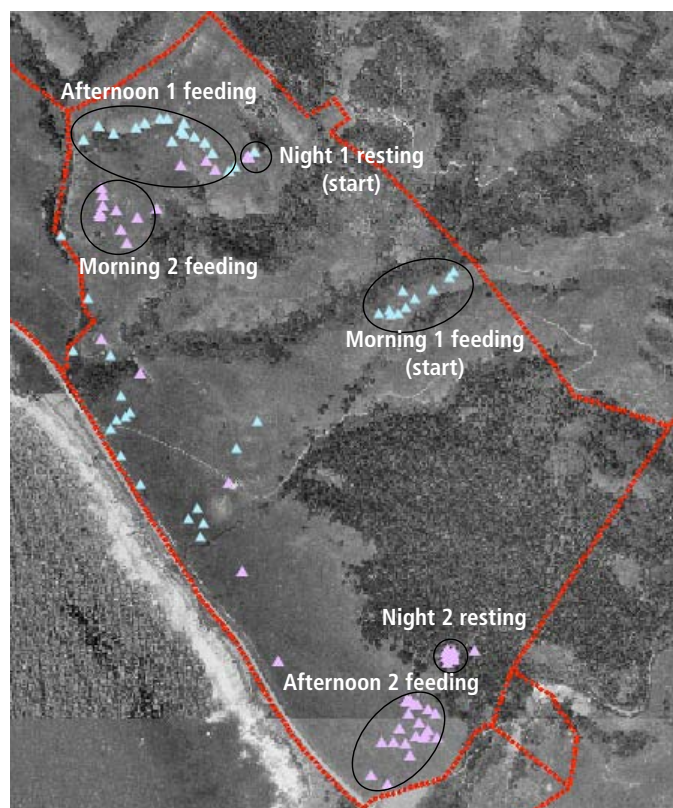 Afternoon 1 feeding
Night 1 resting
(start)
Morning 2 feeding
Morning 1 feeding
(start)
Night 2 resting
Afternoon 2 feeding